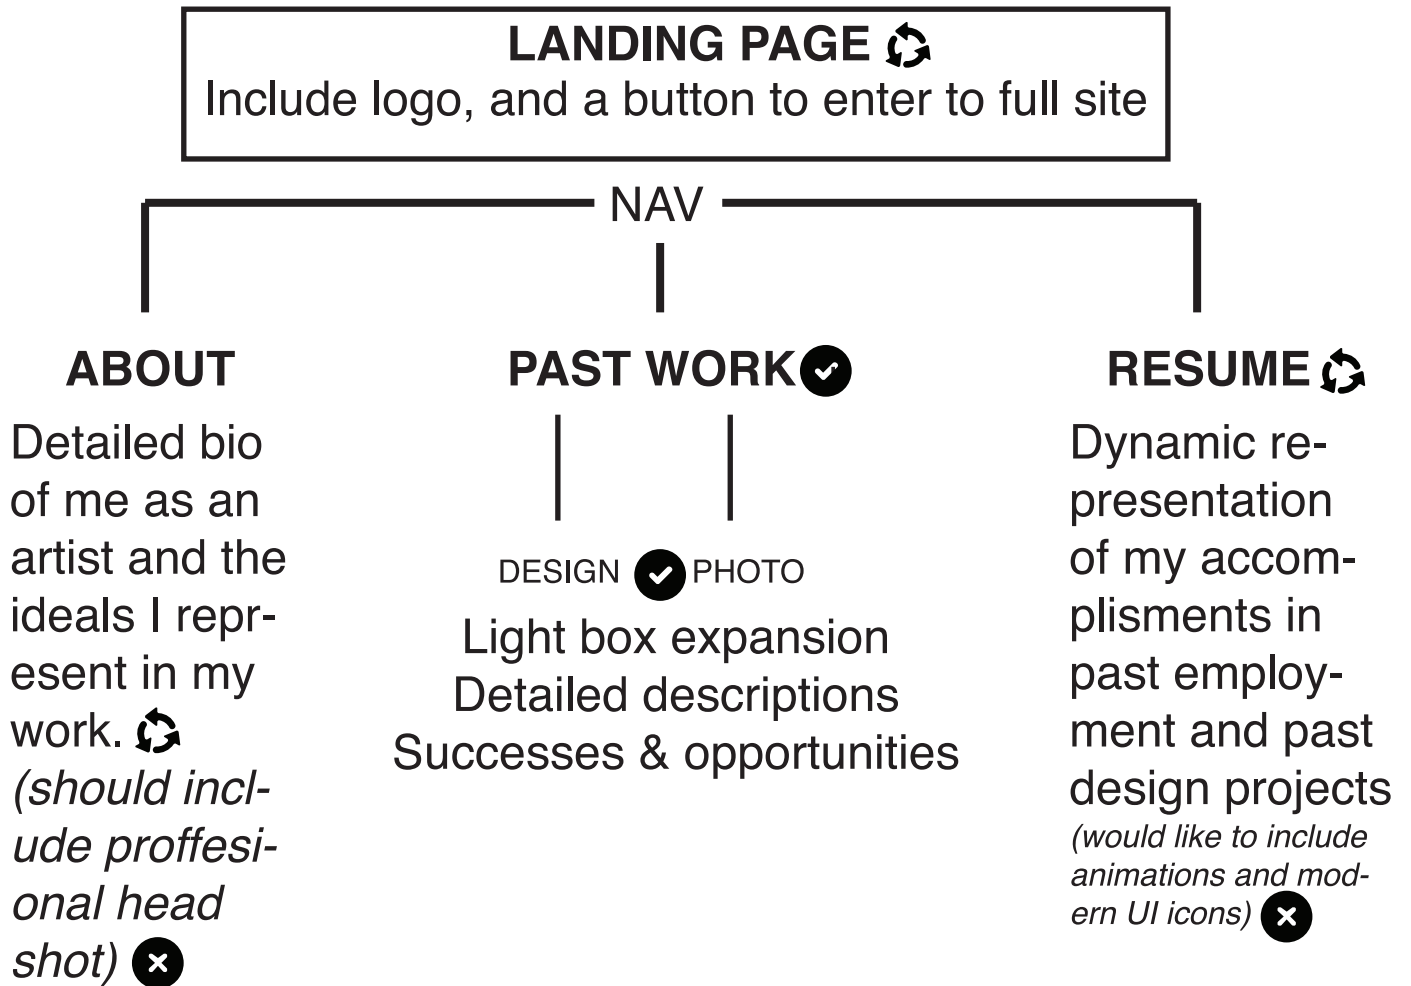 LANDING PAGE
Include logo, and a button to enter to full site
NAV
ABOUT
Detailed bio
of me as an
artist and the
ideals I repr-
esent in my
work.
(should incl-
ude proffesi-
onal head
shot)
PAST WORK
DESIGN PHOTO
Light box expansion
Detailed descriptions
Successes & opportunities
RESUME
Dynamic re-
presentation
of my accom-
plisments in
past employ-
ment and past
design projects
(would like to include
animations and mod-
ern UI icons)